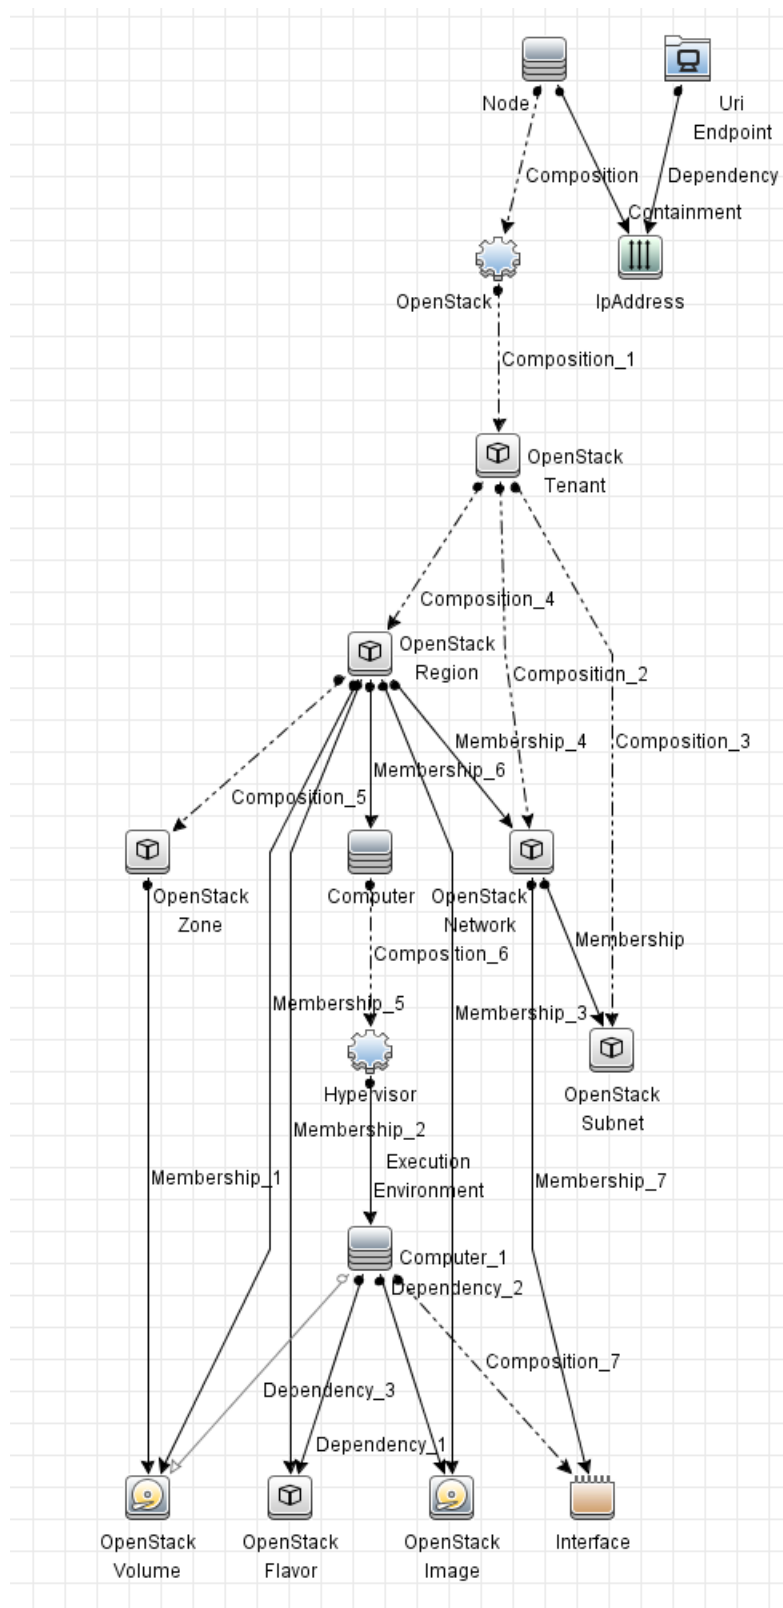 Node
Uri
Endpoint
Composition
Dependency
Containment
OpenStack
IpAddress
Composition_1
OpenStack
Tenant
Composition_4
OpenStack
Region
Composition_2
Membership_4
Composition_3
Membership_6
Composition_5
OpenStack
Zone
Computer
OpenStack
Network
Membership
Composition_6
Membership_5
Membership_3
Hypervisor
OpenStack
Subnet
Membership_2
Execution
Environment
Membership_1
Membership_7
Computer_1
Dependency_2
Composition_7
Dependency_3
Dependency_1
OpenStack
Volume
OpenStack
Flavor
OpenStack
Image
Interface